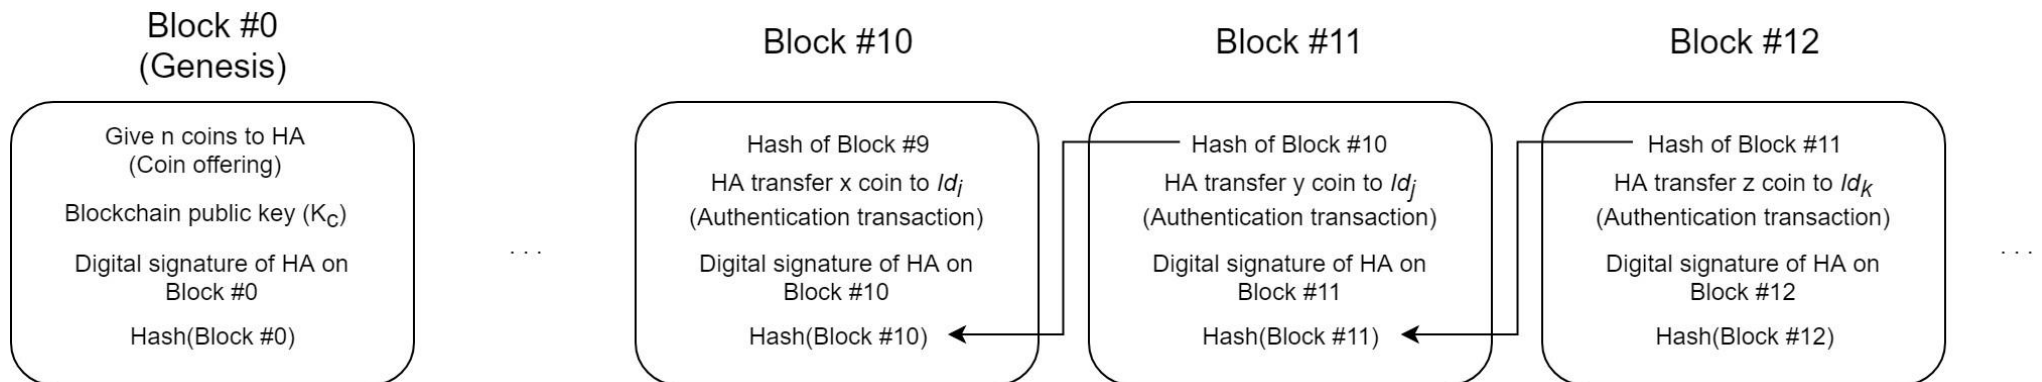 Block #0
(Genesis)
Give n coins to HA
(Coin offering)
Blockchain public key (KC)
Digital signature of HA on
Block #0
Hash(Block #0)
. . .
Block #10
Hash of Block #9
HA transfer x coin to Idi
(Authentication transaction)
Digital signature of HA on
Block #10
Hash(Block #10)
Block #11
Hash of Block #10
HA transfer y coin to Idj
(Authentication transaction)
Digital signature of HA on
Block #11
Hash(Block #11)
Block #12
Hash of Block #11
HA transfer z coin to Idk
(Authentication transaction)
Digital signature of HA on
Block #12
Hash(Block #12)
. . .